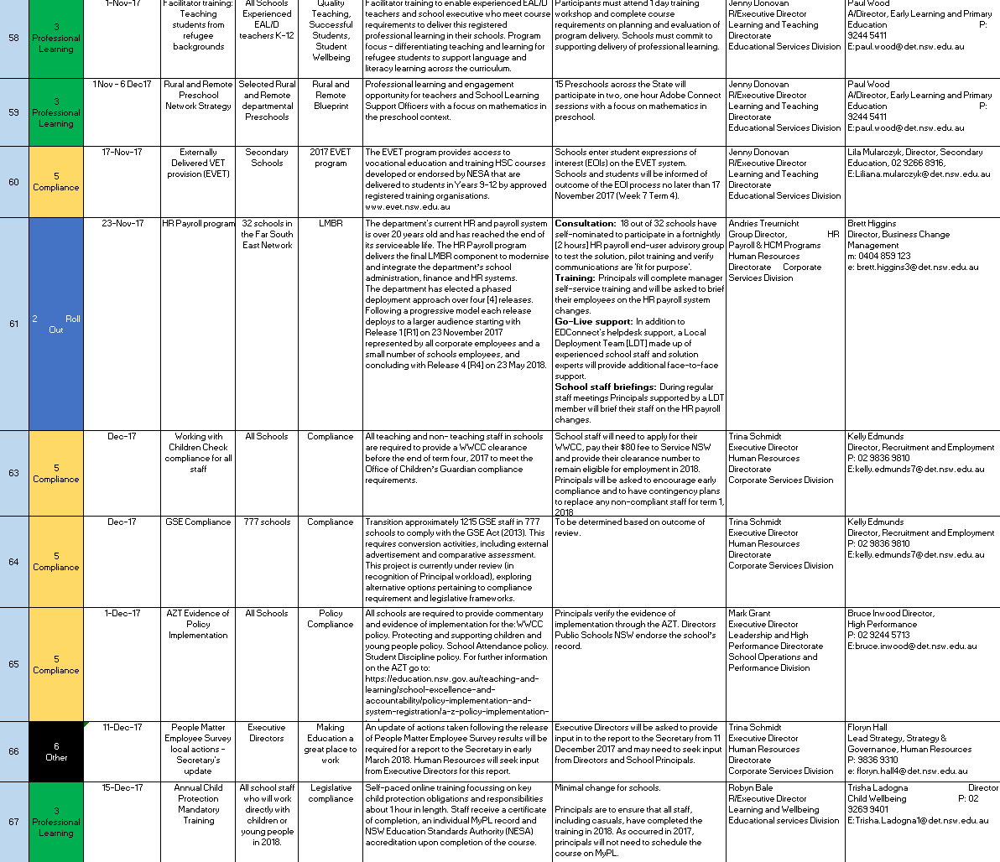 58
3
Professional
Learning
1-Nov-17
Facilitator training:
Teaching
students from
refugee
backgrounds
All Schools
Experienced
EAL/D
teachers K-12
Quality
Teaching,
Successful
Students,
Student
Wellbeing
Facilitator training to enable experienced EAL/D
teachers and school executive who meet course
requirements to deliver this registered
professional learning in their schools. Program
focus - differentiating teaching and learning for
refugee students to support language and
literacy learning across the curriculum.
Participants must attend 1 day training
workshop and complete course
requirements on planning and evaluation of
program delivery. Schools must commit to
supporting delivery of professional learning.
Jenny Donovan
R/Executive Director
Learning and Teaching
Directorate
Educational Services Division
Paul Wood
A/Director, Early Learning and Primary
Education P:
9244 5411
E:paul.wood@det.nsw.edu.au
59
3
Professional
Learning
1 Nov - 6 Dec17
Rural and Remote
Preschool
Network Strategy
Selected Rural
and Remote
departmental
Preschools
Rural and
Remote
Blueprint
Professional learning and engagement
opportunity for teachers and School Learning
Support Officers with a focus on mathematics in
the preschool context.
15 Preschools across the State will
participate in two, one hour Adobe Connect
sessions with a focus on mathematics in
preschool.
Jenny Donovan
R/Executive Director
Learning and Teaching
Directorate
Educational Services Division
Paul Wood
A/Director, Early Learning and Primary
Education P:
9244 5411
E:paul.wood@det.nsw.edu.au
60
5
Compliance
17-Nov-17
Externally
Delivered VET
provision (EVET)
Secondary
Schools
2017 EVET
program
The EVET program provides access to
vocational education and training HSC courses
developed or endorsed by NESA that are
delivered to students in Years 9-12 by approved
registered training organisations.
www.evet.nsw.edu.au
Schools enter student expressions of
interest (EOIs) on the EVET system.
Schools and students will be informed of
outcome of the EOI process no later than 17
November 2017 (Week 7 Term 4).
Jenny Donovan
R/Executive Director
Learning and Teaching
Directorate
Educational Services Division
Lila Mularczyk, Director, Secondary
Education, 02 9266 8916,
E:Liliana.mularczyk@det.nsw.edu.au
61
2 Roll
Out
23-Nov-17
HR Payroll program
32 schools in
the Far South
East Network
LMBR
The department's current HR and payroll system
is over 20 years old and has reached the end of
its serviceable life. The HR Payroll program
delivers the final LMBR component to modernise
and integrate the department's school
administration, finance and HR systems.
The department has elected a phased
deployment approach over four [4] releases.
Following a progressive model each release
deploys to a larger audience starting with
Release 1 [R1] on 23 November 2017
represented by all corporate employees and a
small number of schools employees, and
concluding with Release 4 [R4] on 23 May 2018.
Consultation: 18 out of 32 schools have
self-nominated to participate in a fortnightly
[2 hours] HR payroll end-user advisory group
to test the solution, pilot training and verify
communications are 'fit for purpose'.
Training: Principals will complete manager
self-service training and will be asked to brief
their employees on the HR payroll system
changes.
Go-Live support: In addition to
EDConnect's helpdesk support, a Local
Deployment Team [LDT] made up of
experienced school staff and solution
experts will provide additional face-to-face
support.
School staff briefings: During regular
staff meetings Principals supported by a LDT
member will brief their staff on the HR payroll
changes.
Andries Treurnicht
Group Director, HR
Payroll & HCM Programs
Human Resources
Directorate Corporate
Services Division
Brett Higgins
Director, Business Change
Management
m: 0404 859 123
e: brett.higgins3@det.nsw.edu.au
63
5
Compliance
Dec-17
Working with
Children Check
compliance for all
staff
All Schools
Compliance
All teaching and non- teaching staff in schools
are required to provide a WWCC clearance
before the end of term four, 2017 to meet the
Office of Children's Guardian compliance
requirements.
School staff will need to apply for their
WWCC, pay their $80 fee to Service NSW
and provide their clearance number to
remain eligible for employment in 2018.
Principals will be asked to encourage early
compliance and to have contingency plans
to replace any non-compliant staff for term 1,
2018
Trina Schmidt
Executive Director
Human Resources
Directorate
Corporate Services Division
Kelly Edmunds
Director, Recruitment and Employment
P: 02 9836 9810
E:kelly.edmunds7@det.nsw.edu.au
64
5
Compliance
Dec-17
GSE Compliance
777 schools
Compliance
Transition approximately 1215 GSE staff in 777
schools to comply with the GSE Act (2013). This
requires conversion activities, including external
advertisement and comparative assessment.
This project is currently under review (in
recognition of Principal workload), exploring
alternative options pertaining to compliance
requirement and legislative frameworks.
To be determined based on outcome of
review.
Trina Schmidt
Executive Director
Human Resources
Directorate
Corporate Services Division
Kelly Edmunds
Director, Recruitment and Employment
P: 02 9836 9810
E:kelly.edmunds7@det.nsw.edu.au
65
5
Compliance
1-Dec-17
AZT Evidence of
Policy
Implementation
All Schools
Policy
Compliance
All schools are required to provide commentary
and evidence of implementation for the: WWCC
policy. Protecting and supporting children and
young people policy. School Attendance policy.
Student Discipline policy. For further information
on the AZT go to:
https://education.nsw.gov.au/teaching-and-
learning/school-excellence-and-
accountability/policy-implementation-and-
system-registration/a-z-policy-implementation-
Principals verify the evidence of
implementation through the AZT. Directors
Public Schools NSW endorse the school's
record.
Mark Grant
Executive Director
Leadership and High
Performance Directorate
School Operations and
Performance Division
Bruce Inwood Director,
High Performance
P: 02 9244 5713
E:bruce.inwood@det.nsw.edu.au
66
6
Other
11-Dec-17
People Matter
Employee Survey
local actions -
Secretary's
update
Executive
Directors
Making
Education a
great place to
work
An update of actions taken following the release
of People Matter Employee Survey results will be
required for a report to the Secretary in early
March 2018. Human Resources will seek input
from Executive Directors for this report.
Executive Directors will be asked to provide
input in to the report to the Secretary from 11
December 2017 and may need to seek input
from Directors and School Principals.
Trina Schmidt
Executive Director
Human Resources
Directorate
Corporate Services Division
Floryn Hall
Lead Strategy, Strategy &
Governance, Human Resources
P: 9836 9310
e: floryn.hall4@det.nsw.edu.au
67
3
Professional
Learning
15-Dec-17
Annual Child
Protection
Mandatory
Training
All school staff
who will work
directly with
children or
young people
in 2018.
Legislative
compliance
Self-paced online training focussing on key
child protection obligations and responsibilities
about 1 hour in length. Staff receive a certificate
of completion, an individual MyPL record and
NSW Education Standards Authority (NESA)
accreditation upon completion of the course.
Minimal change for schools.
Principals are to ensure that all staff,
including casuals, have completed the
training in 2018. As occurred in 2017,
principals will not need to schedule the
course on MyPL.
Robyn Bale
R/Executive Director
Learning and Wellbeing
Educational services Division
Trisha Ladogna Director
Child Wellbeing P: 02
9269 9401
E:Trisha.Ladogna1@det.nsw.edu.au